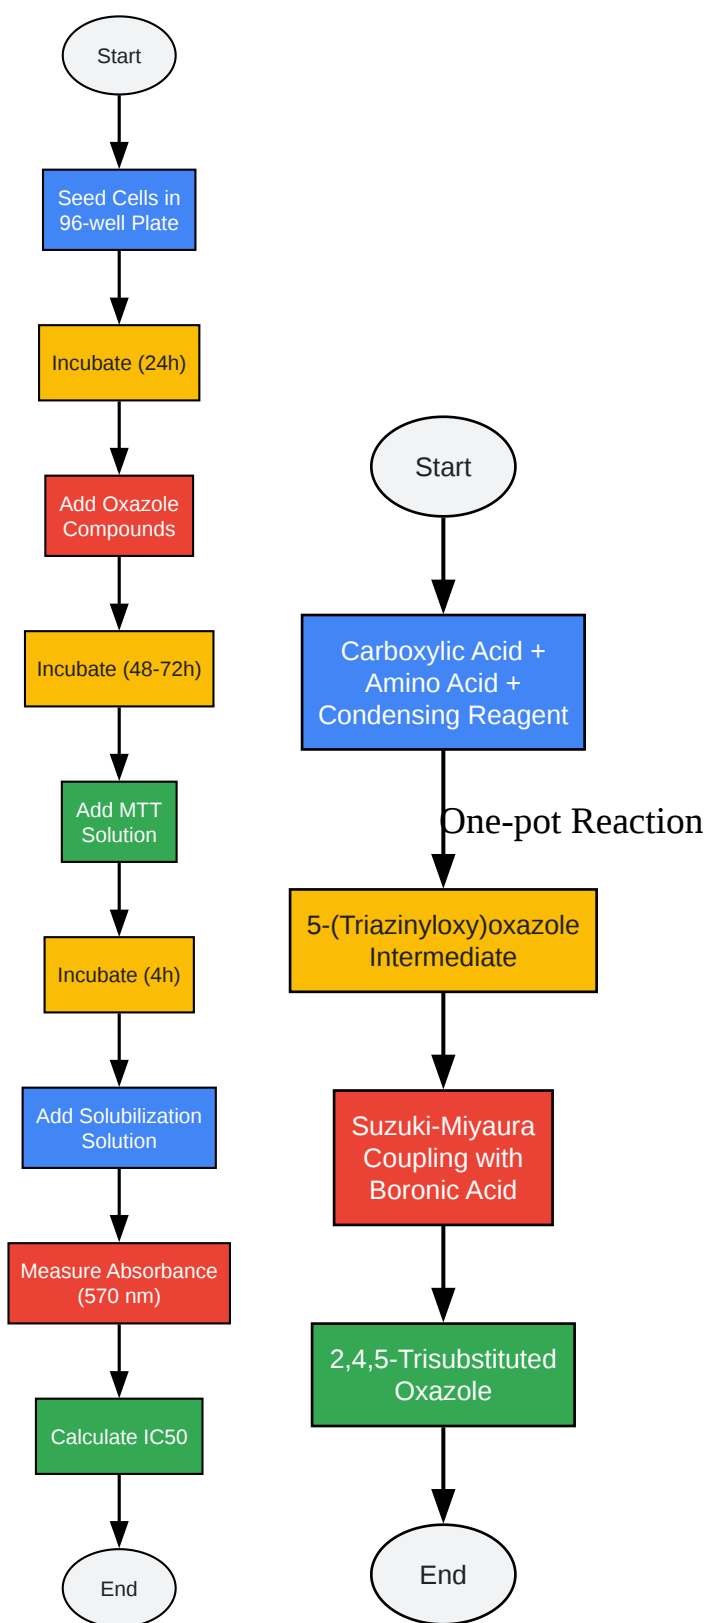 Start
Seed Cells in
96-well Plate
Incubate (24h)
Add Oxazole
Compounds
Incubate (48-72h)
Add MTT
Solution
Incubate (4h)
Add Solubilization
Solution
Measure Absorbance
(570 nm)
Calculate IC50
End
Start
Carboxylic Acid +
Amino Acid +
Condensing Reagent
One-pot Reaction
5-(Triazinyloxy)oxazole
Intermediate
Suzuki-Miyaura
Coupling with
Boronic Acid
2,4,5-Trisubstituted
Oxazole
End